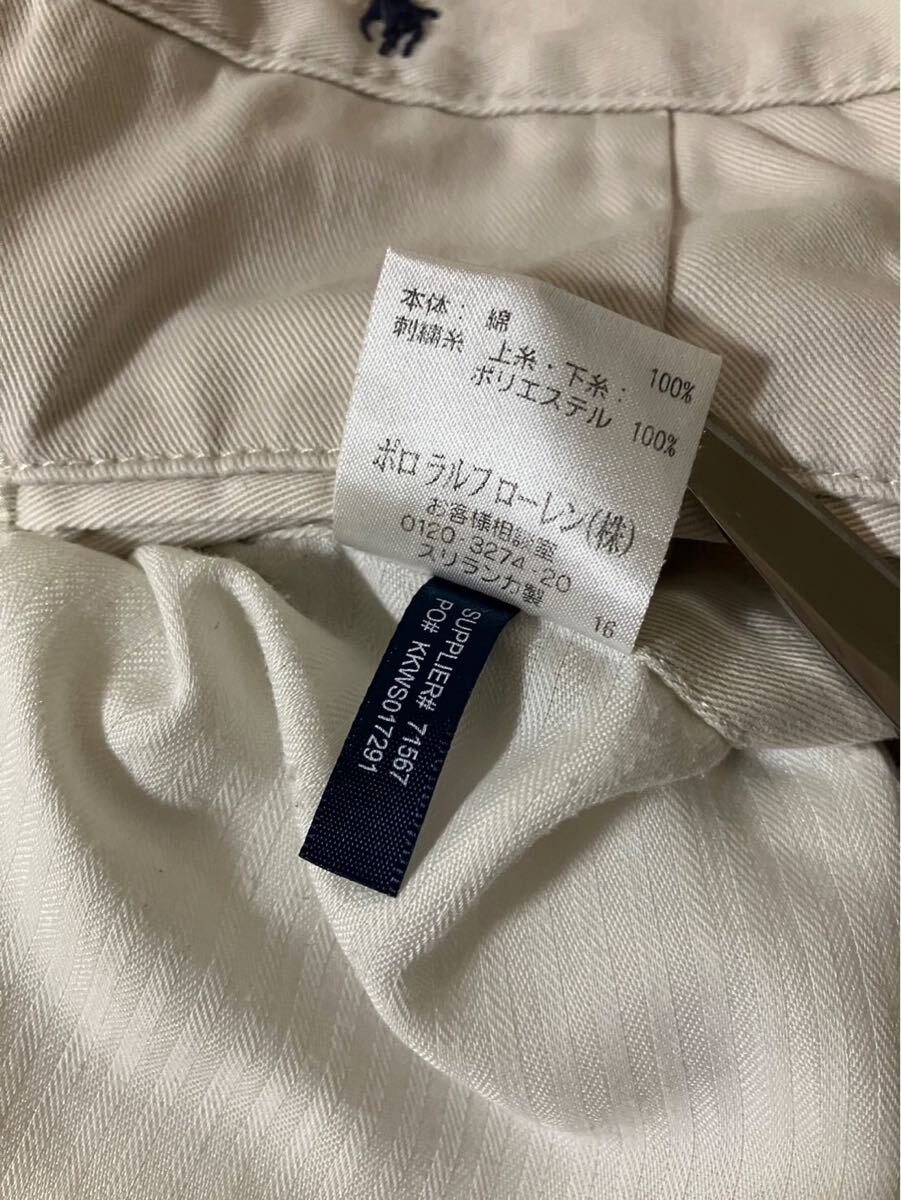 本体： 綿 100%
刺繍糸 上糸・下糸：
ポリエステル 100%
ポロ ラルフ ローレン(株)
お客様相談室
0120 3274-20
スリランカ製
16
SUPPLIER# 71567
PO# KKWS017291